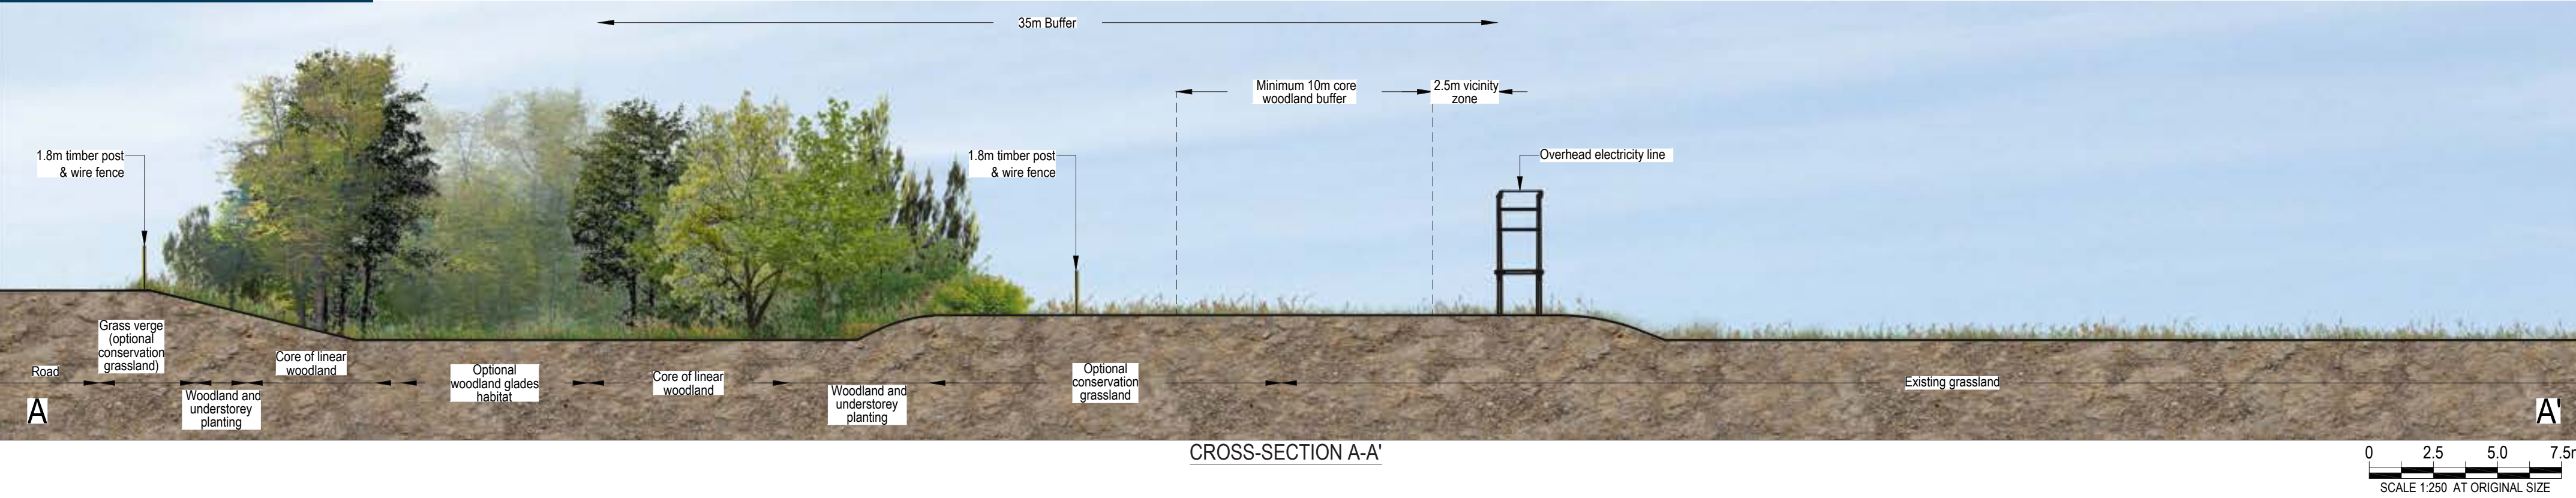 35m Buffer
Minimum 10m core
woodland buffer
2.5m vicinity
zone
1.8m timber post
& wire fence
1.8m timber post
& wire fence
Overhead electricity line
Road
Grass verge
(optional
conservation
grassland)
Woodland and
understorey
planting
Core of linear
woodland
Optional
woodland glades
habitat
Core of linear
woodland
Woodland and
understorey
planting
Optional
conservation
grassland
Existing grassland
A
A'
CROSS-SECTION A-A'
0 2.5 5.0 7.5m
SCALE 1:250 AT ORIGINAL SIZE